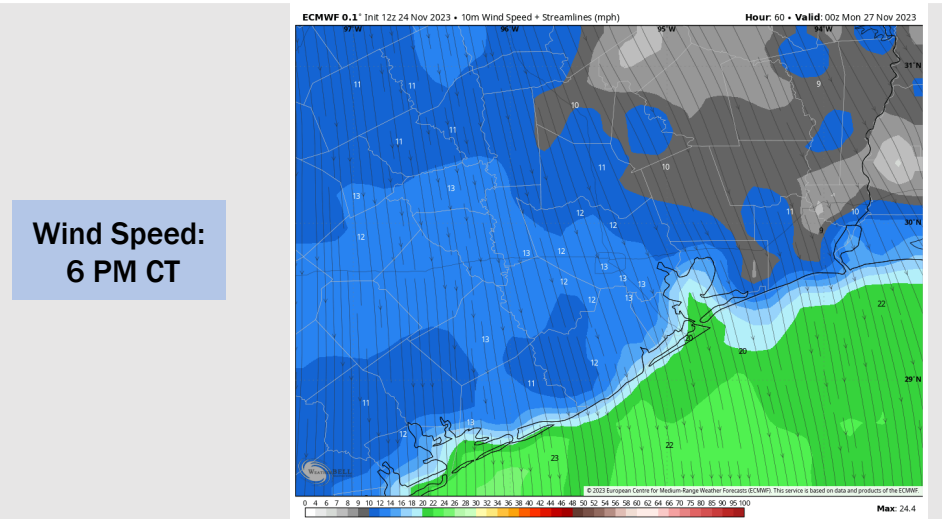 ECMWF 0.1° Init 12z 24 Nov 2023 • 10m Wind Speed + Streamlines (mph)
Hour: 60 • Valid: 00z Mon 27 Nov 2023
97°W
96°W
95°W
94°W
31°N
11
11
9
10
11
11
11
10
13
13
11
10
12
12
30°N
12
9
13
12
13
13
12
13
12
13
22
20
13
20
12
29°N
11
11
13
12
22
23
Wind Speed:
6 PM CT
WeatherBELL
© 2023 European Centre for Medium-Range Weather Forecasts (ECMWF). This service is based on data and products of the ECMWF.
0 4 6 7 8 9 10 12 14 16 18 20 22 24 26 28 30 32 34 36 38 40 42 44 46 48 50 52 54 56 58 60 62 64 66 70 75 80 85 90 95 100
Max: 24.4